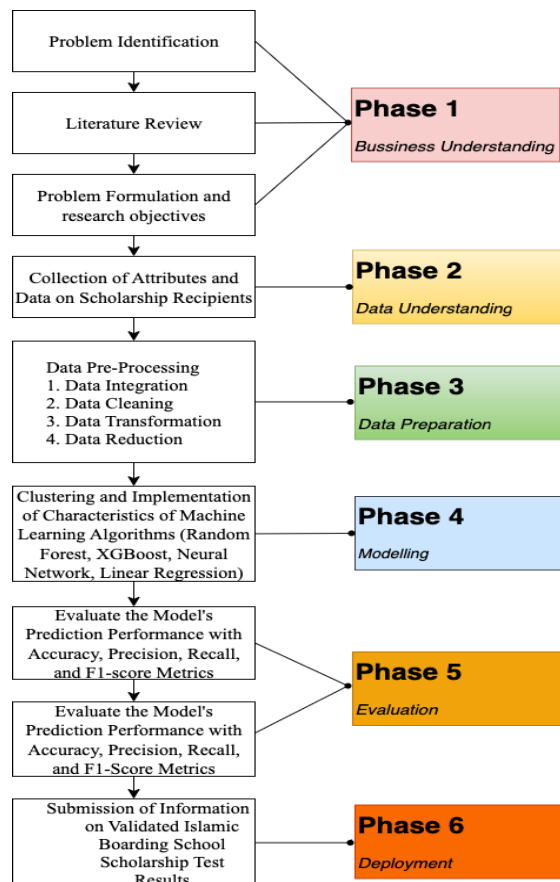 Problem Identification
Literature Review
Problem Formulation and
research objectives
Phase 1
Bussiness Understanding
Collection of Attributes and
Data on Scholarship Recipients
Phase 2
Data Understanding
Data Pre-Processing
1. Data Integration
2. Data Cleaning
3. Data Transformation
4. Data Reduction
Phase 3
Data Preparation
Clustering and Implementation
of Characteristics of Machine
Learning Algorithms (Random
Forest, XGBoost, Neural
Network, Linear Regression)
Phase 4
Modelling
Evaluate the Model's
Prediction Performance with
Accuracy, Precision, Recall,
and F1-score Metrics
Evaluate the Model's
Prediction Performance with
Accuracy, Precision, Recall,
and F1-Score Metrics
Phase 5
Evaluation
Submission of Information
on Validated Islamic
Boarding School
Scholarship Test
Results
Phase 6
Deployment